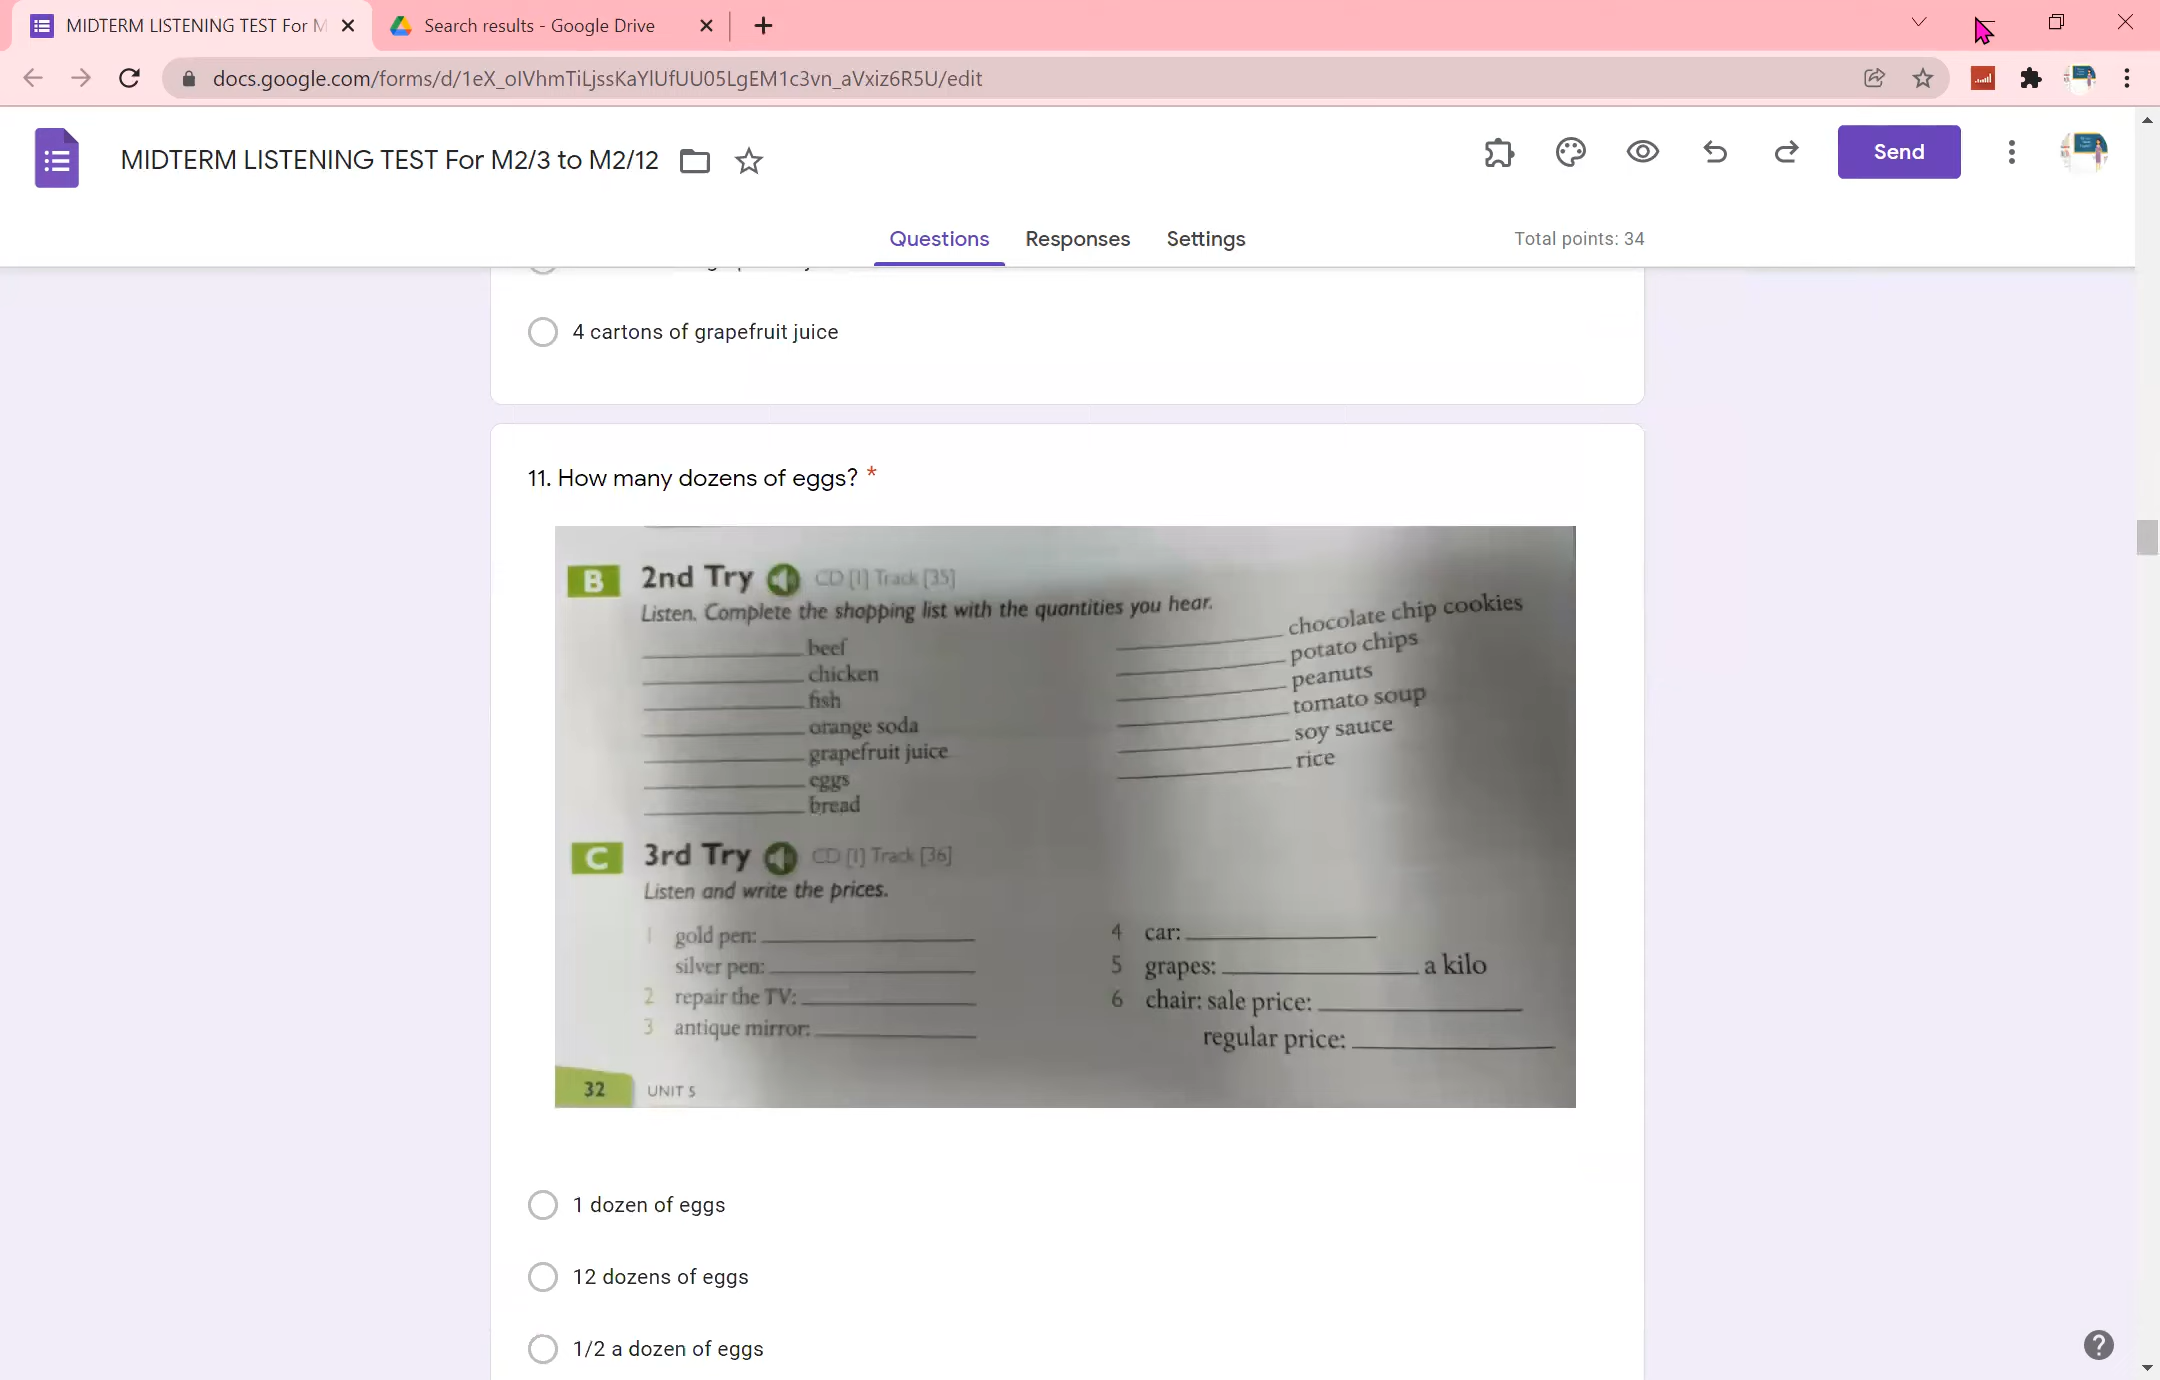 MIDTERM LISTENING TEST For M
Search results - Google Drive
docs.google.com/forms/d/1eX_oIVhmTiLjssKaYlUfUU05LgEM1c3vn_aVxiz6R5U/edit
MIDTERM LISTENING TEST For M2/3 to M2/12
Send
Questions
Responses
Settings
Total points: 34
4 cartons of grapefruit juice
11. How many dozens of eggs? *
B 2nd Try CD [1] Track [35]
Listen. Complete the shopping list with the quantities you hear.
beef
chicken
fish
orange soda
grapefruit juice
eggs
bread
chocolate chip cookies
potato chips
peanuts
tomato soup
soy sauce
rice
C 3rd Try CD [1] Track [36]
Listen and write the prices.
1 gold pen:
silver pen:
2 repair the TV:
3 antique mirror:
4 car:
5 grapes: a kilo
6 chair: sale price:
regular price:
32 UNIT 5
1 dozen of eggs
12 dozens of eggs
1/2 a dozen of eggs